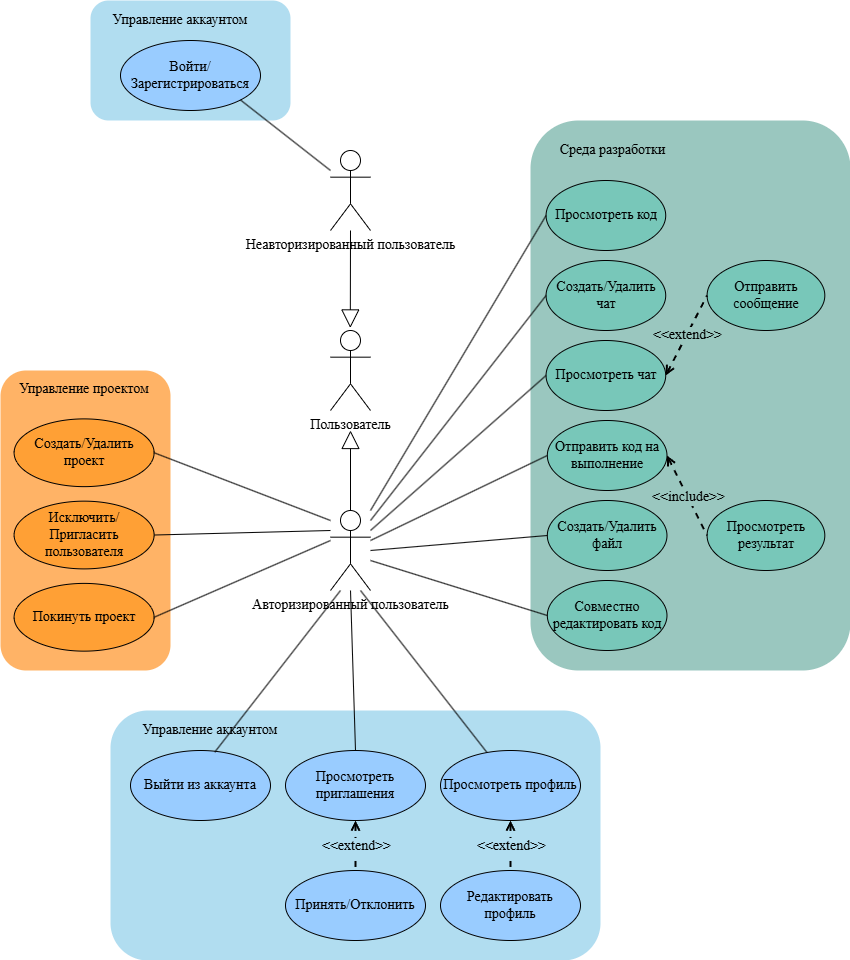 Управление аккаунтом
Войти/
Зарегистрироваться
Неавторизированный пользователь
Пользователь
Авторизированный пользователь
Среда разработки
Просмотреть код
Создать/Удалить
чат
Отправить
сообщение
<<extend>>
Просмотреть чат
Отправить код на
выполнение
<<include>>
Создать/Удалить
файл
Просмотреть
результат
Совместно
редактировать код
Управление проектом
Создать/Удалить
проект
Исключить/
Пригласить
пользователя
Покинуть проект
Управление аккаунтом
Выйти из аккаунта
Просмотреть
приглашения
Просмотреть профиль
<<extend>>
<<extend>>
Принять/Отклонить
Редактировать
профиль